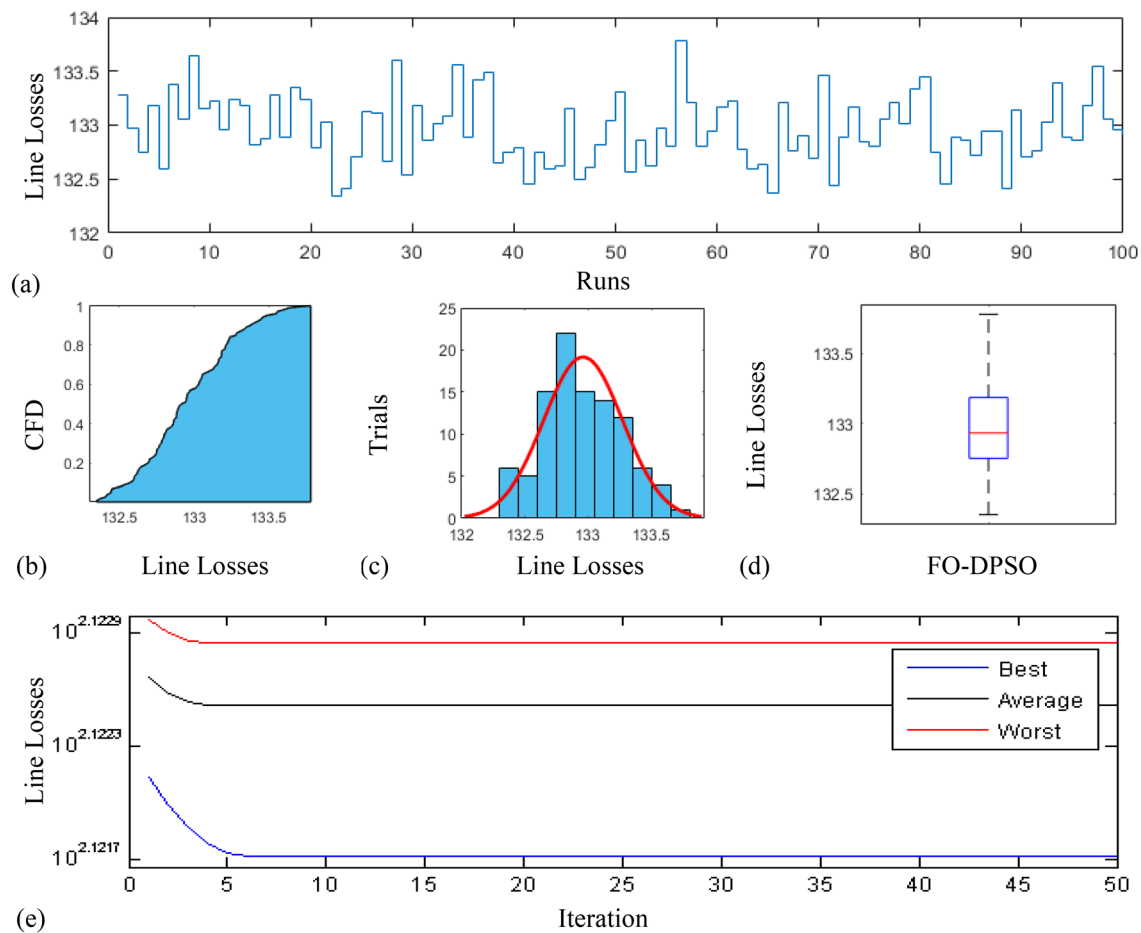 134
133.5
133
132.5
132
Line Losses
0 10 20 30 40 50 60 70 80 90 100
Runs
(a)
1
0.8
0.6
0.4
0.2
CFD
132.5 133 133.5
(b) Line Losses
25
20
15
10
5
0
Trials
132 132.5 133 133.5
(c) Line Losses
133.5
133
132.5
Line Losses
(d) FO-DPSO
10^2.1229
10^2.1223
10^2.1217
Line Losses
Best
Average
Worst
0 5 10 15 20 25 30 35 40 45 50
Iteration
(e)